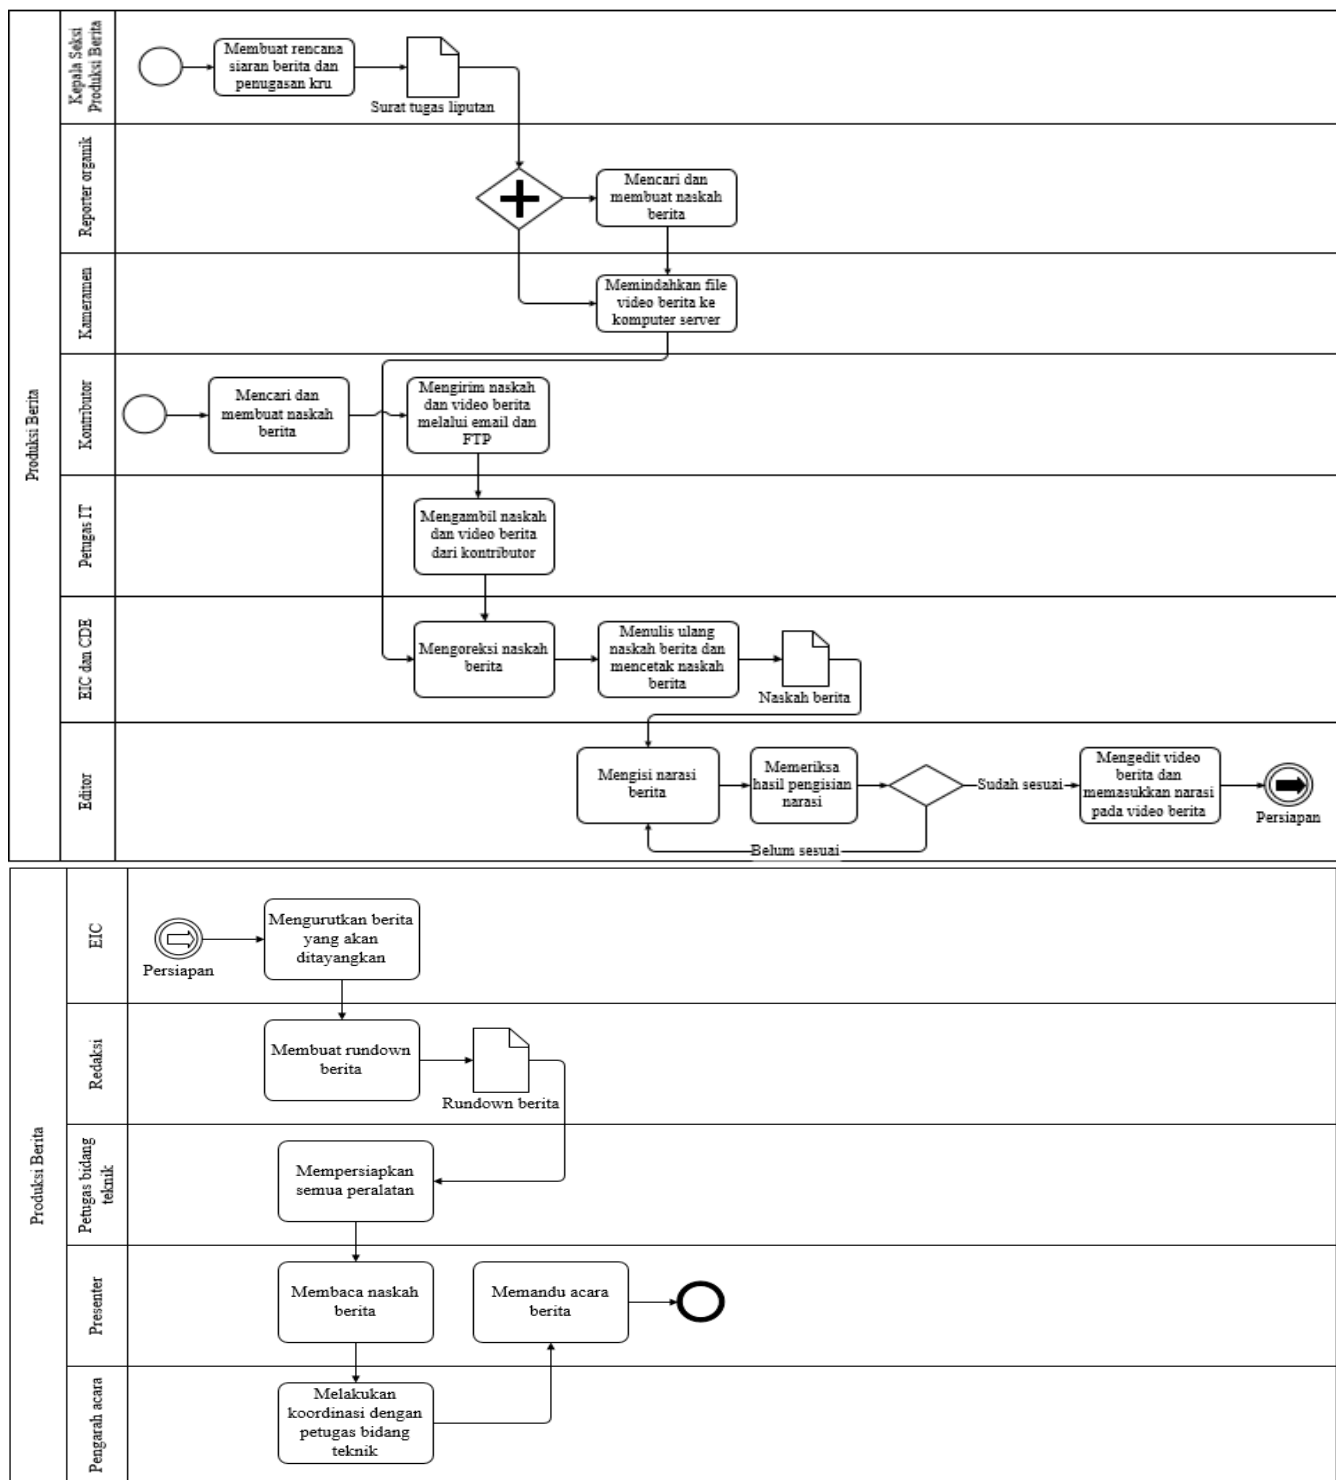 Produksi Berita
Kepala Seksi
Produksi Berita
Membuat rencana
siaran berita dan
penugasan kru
Surat tugas liputan
Reporter organik
Mencari dan
membuat naskah
berita
Kameramen
Memindahkan file
video berita ke
komputer server
Kontributor
Mencari dan
membuat naskah
berita
Mengirim naskah
dan video berita
melalui email dan
FTP
Petugas IT
Mengambil naskah
dan video berita
dari kontributor
EIC dan CDE
Mengoreksi naskah
berita
Menulis ulang
naskah berita dan
mencetak naskah
berita
Naskah berita
Editor
Mengisi narasi
berita
Memeriksa
hasil pengisian
narasi
Sudah sesuai
Belum sesuai
Mengedit video
berita dan
memasukkan narasi
pada video berita
Persiapan
Produksi Berita
EIC
Persiapan
Mengurutkan berita
yang akan
ditayangkan
Redaksi
Membuat rundown
berita
Rundown berita
Petugas bidang
teknik
Mempersiapkan
semua peralatan
Presenter
Membaca naskah
berita
Memandu acara
berita
Pengarah acara
Melakukan
koordinasi dengan
petugas bidang
teknik